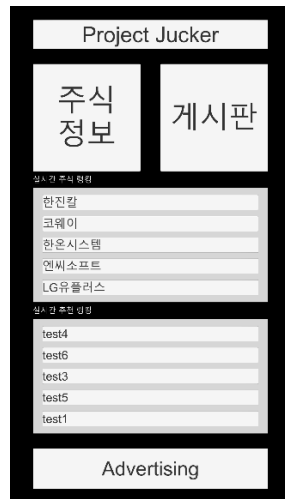 Project Jucker
주식
정보
게시판
실시간 주식 랭킹
한진칼
코웨이
한온시스템
엔씨소프트
LG유플러스
실시간 추천 랭킹
test4
test6
test3
test5
test1
Advertising